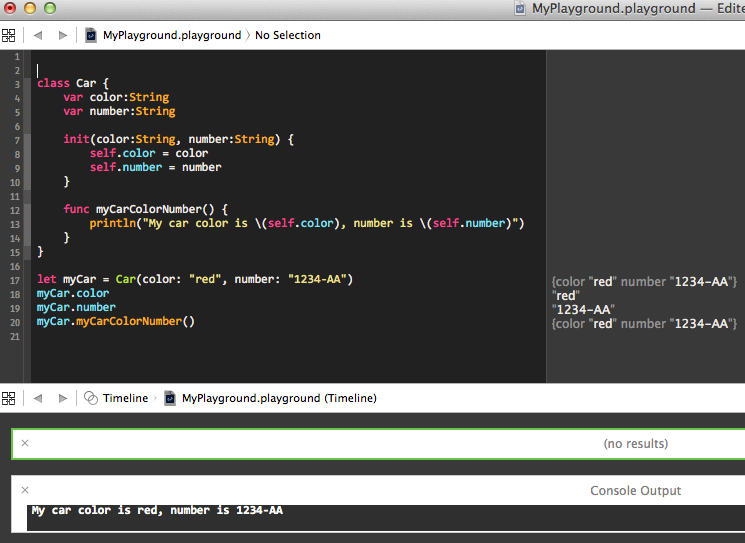 MyPlayground.playground — Edite
MyPlayground.playground 〉 No Selection
1
2
3 class Car {
4     var color:String
5     var number:String
6
7     init(color:String, number:String) {
8         self.color = color
9         self.number = number
10     }
11
12     func myCarColorNumber() {
13         println("My car color is \(self.color), number is \(self.number)")
14     }
15 }
16
17 let myCar = Car(color: "red", number: "1234-AA") {color "red" number "1234-AA"}
18 myCar.color "red"
19 myCar.number "1234-AA"
20 myCar.myCarColorNumber() {color "red" number "1234-AA"}
21
Timeline 〉 MyPlayground.playground (Timeline)
(no results)
Console Output
My car color is red, number is 1234-AA